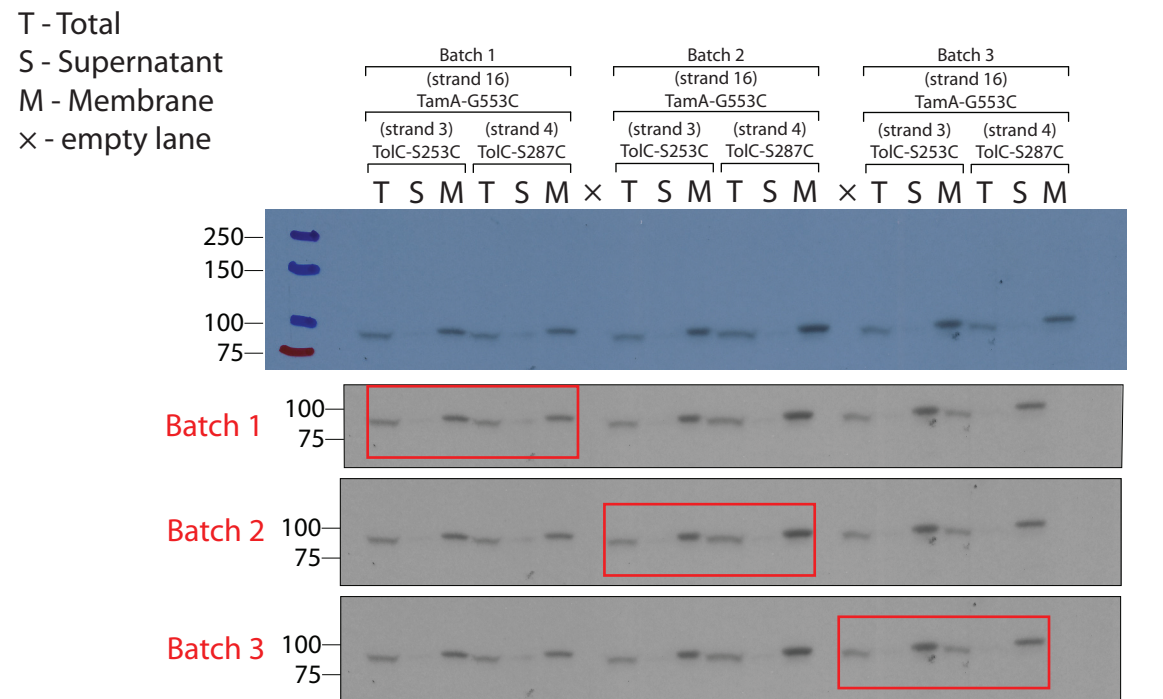 T - Total
S - Supernatant
M - Membrane
× - empty lane
Batch 1 Batch 2 Batch 3
(strand 16) (strand 16) (strand 16)
TamA-G553C TamA-G553C TamA-G553C
(strand 3) (strand 4) (strand 3) (strand 4) (strand 3) (strand 4)
TolC-S253C TolC-S287C TolC-S253C TolC-S287C TolC-S253C TolC-S287C
T S M T S M × T S M T S M × T S M T S M
250
150
100
75
Batch 1
100
75
Batch 2
100
75
Batch 3
100
75